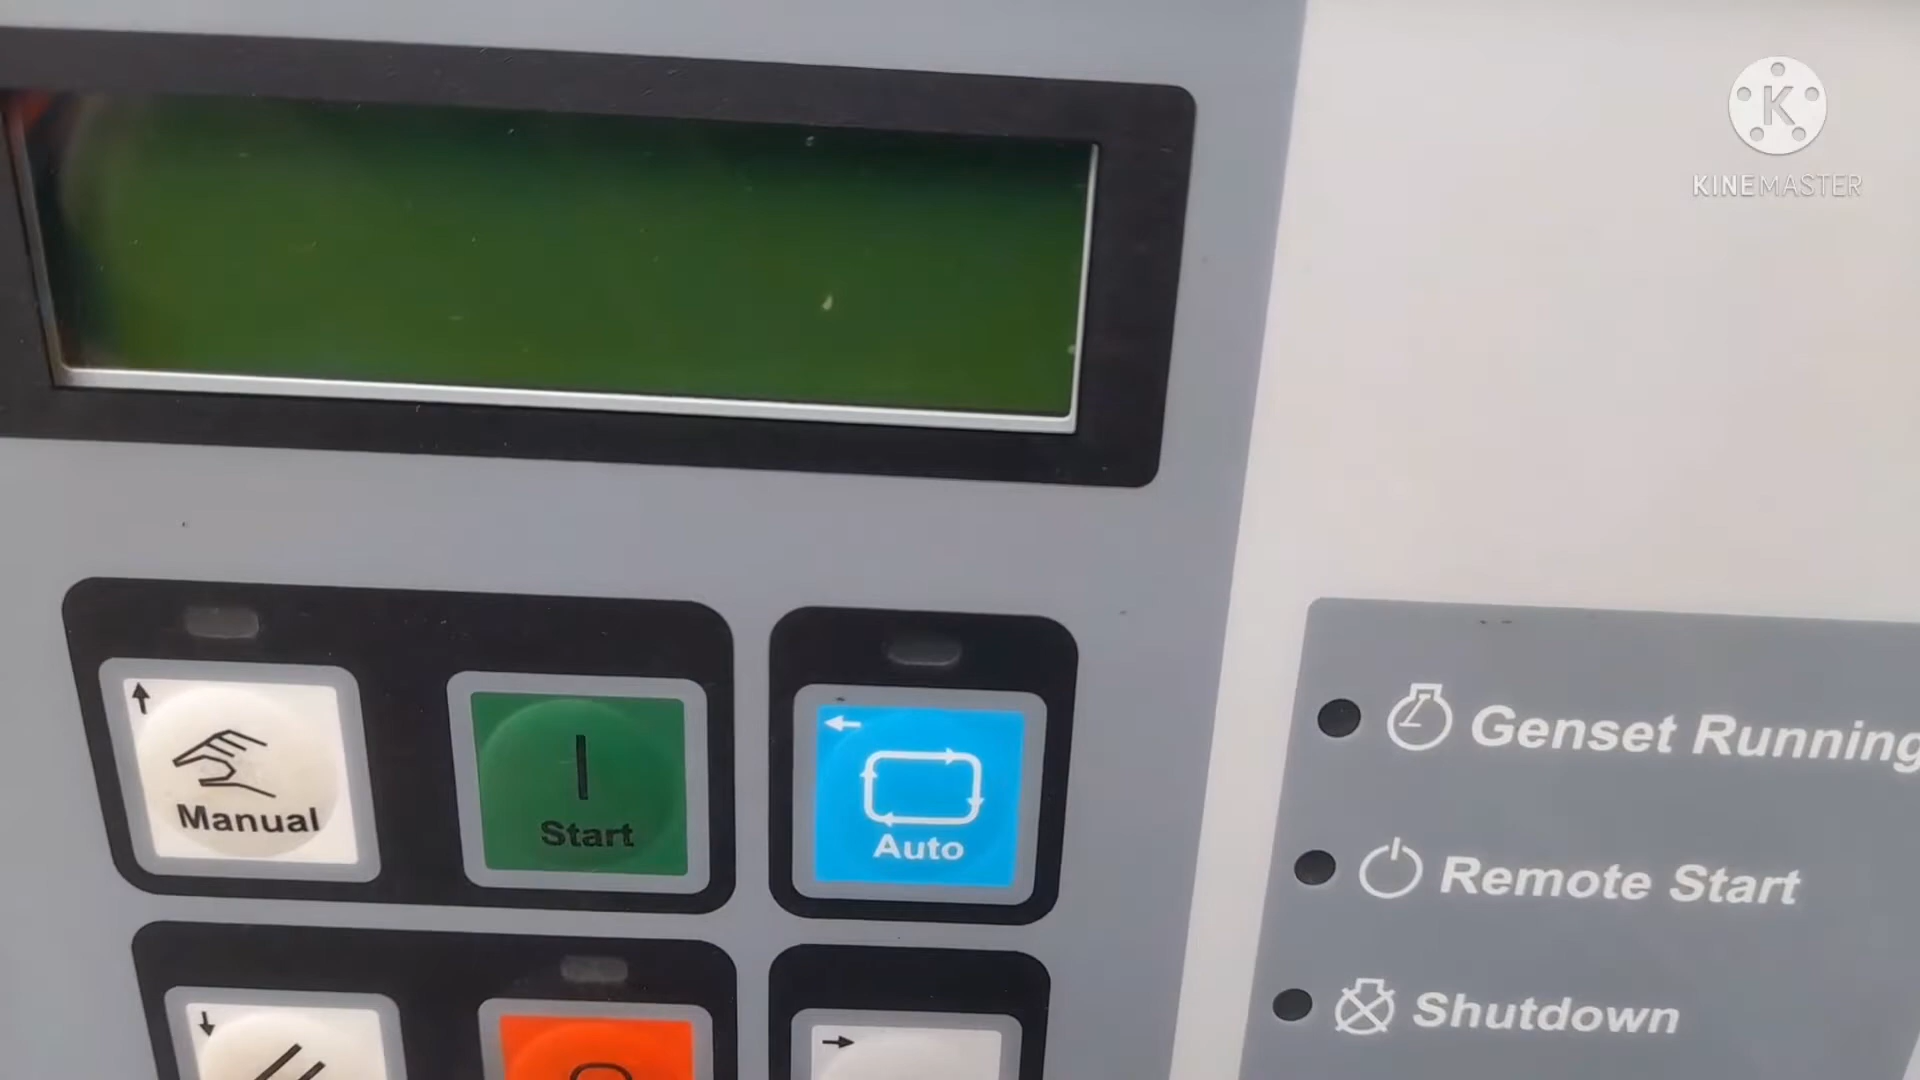 KINEMASTER
Manual
Start
Auto
Genset Running
Remote Start
Shutdown